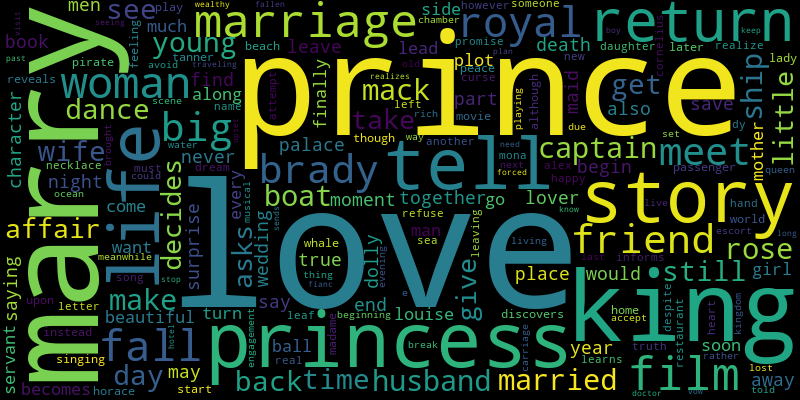 prince
love
marry
king
princess
story
tell
life
return
marriage
royal
woman
big
fall
film
friend
meet
married
husband
time
back
brady
captain
boat
ship
mack
take
young
see
dance
wife
affair
make
day
rose
still
get
little
give
asks
decides
wedding
dolly
night
character
book
men
play
much
side
someone
however
wealthy
fallen
chamber
seeing
beach
promise
death
daughter
later
realize
lady
boy
keep
plan
tanner
traveling
avoid
feeling
pirate
reveals
past
visit
leave
lead
plot
peace
curse
cornelius
new
find
along
finally
attempt
old
realizes
part
maid
save
also
although
playing
movie
left
rich
name
scene
necklace
never
palace
though
way
another
due
set
dy
mother
queen
passenger
must
could
water
dream
every
musical
moment
together
go
need
mona
next
forced
alex
begin
happy
lover
know
refuse
man
sea
leaving
living
whale
true
thing
fianc
evening
ocean
come
want
surprise
brought
meanwhile
song
stop
hotel
upon
letter
beautiful
turn
say
end
louise
leaf
beginning
break
madame
engagement
ball
real
saying
servant
instead
singing
becomes
horace
may
start
place
would
last
informs
live
hand
world
escort
long
girl
kingdom
home
accept
discovers
despite
restaurant
heart
truth
rather
soon
away
lost
told
year
learns
carriage
doctor
vow